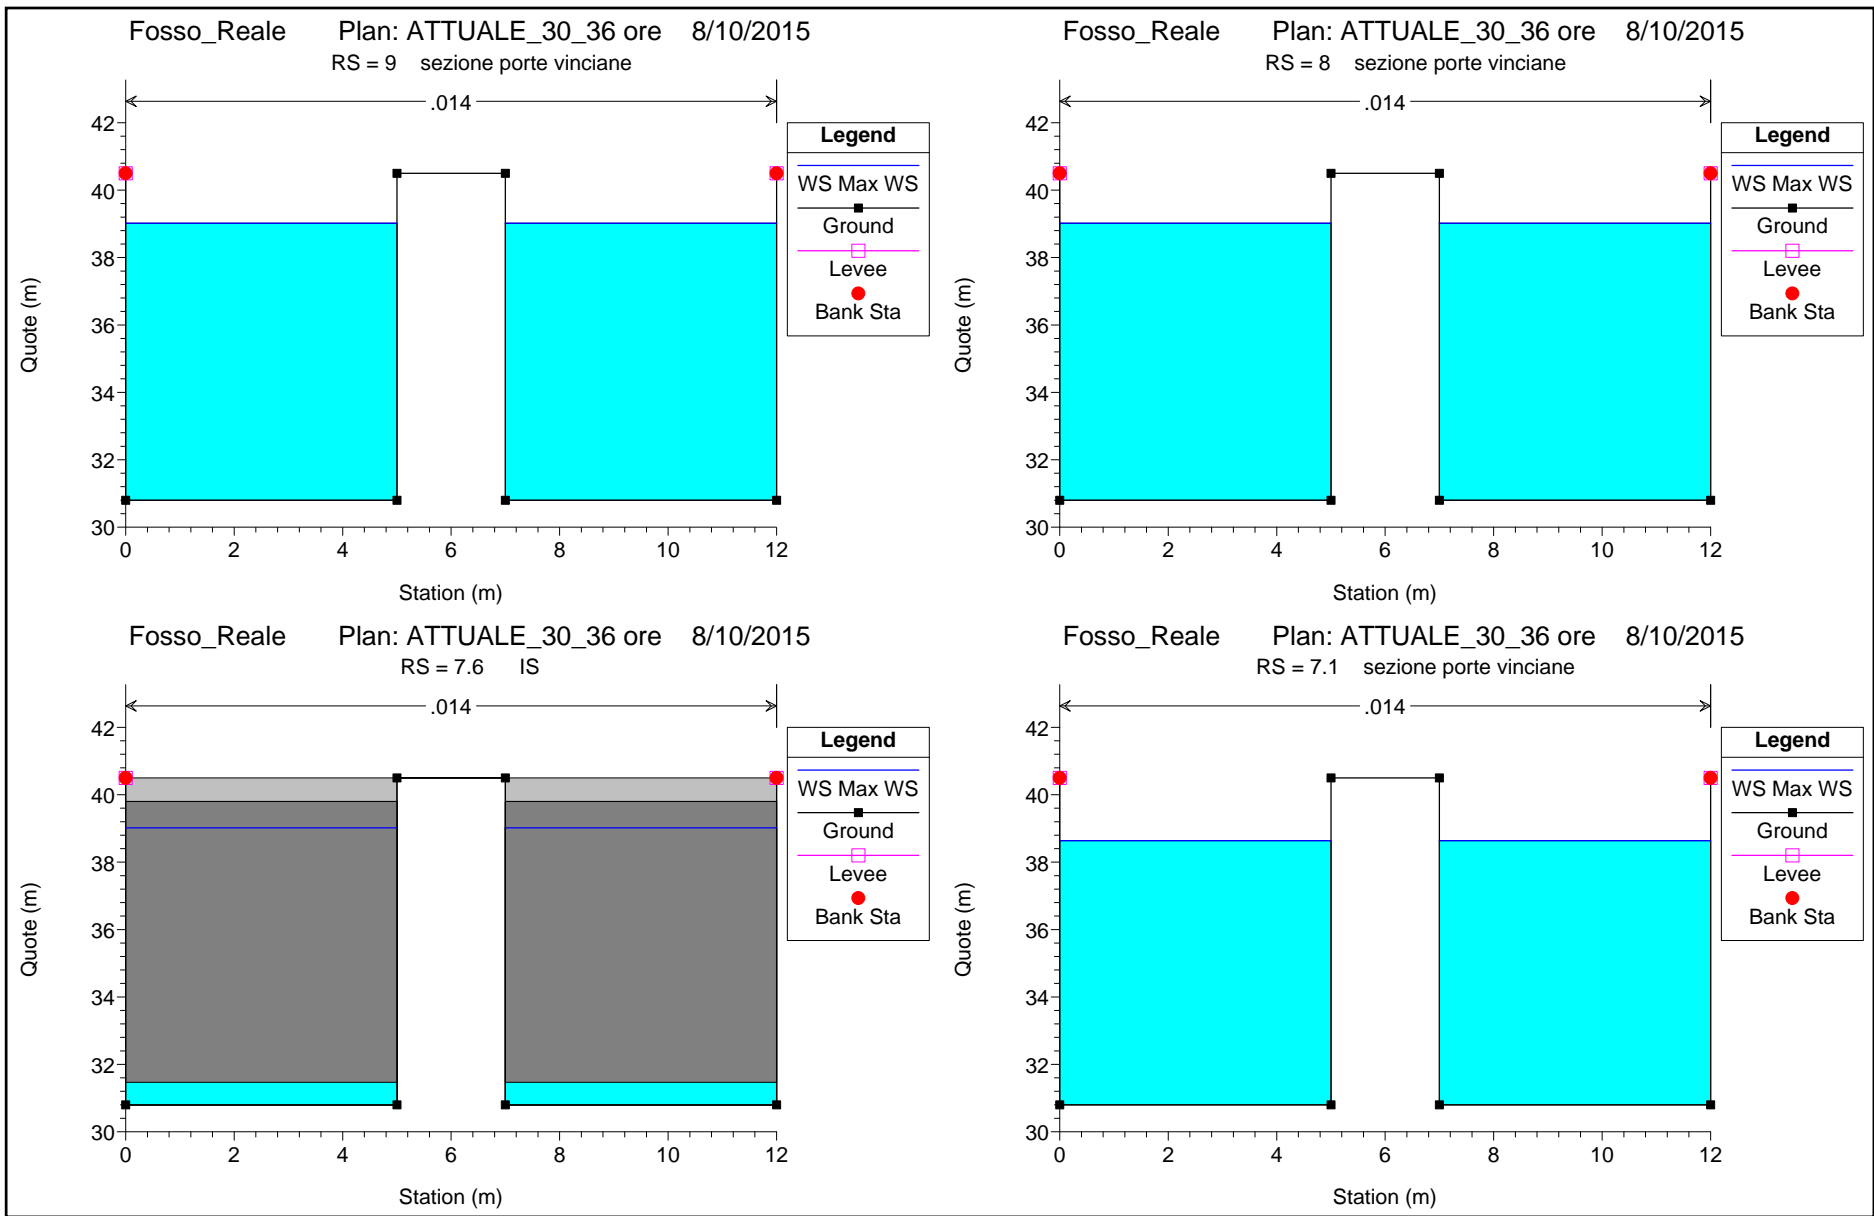 Fosso_Reale Plan: ATTUALE_30_36 ore 8/10/2015
RS = 9 sezione porte vinciane
.014
42
40
38
36
34
32
30
Quote (m)
0 2 4 6 8 10 12
Station (m)
Legend
WS Max WS
Ground
Levee
Bank Sta
Fosso_Reale Plan: ATTUALE_30_36 ore 8/10/2015
RS = 8 sezione porte vinciane
.014
42
40
38
36
34
32
30
Quote (m)
0 2 4 6 8 10 12
Station (m)
Legend
WS Max WS
Ground
Levee
Bank Sta
Fosso_Reale Plan: ATTUALE_30_36 ore 8/10/2015
RS = 7.6 IS
.014
42
40
38
36
34
32
30
Quote (m)
0 2 4 6 8 10 12
Station (m)
Legend
WS Max WS
Ground
Levee
Bank Sta
Fosso_Reale Plan: ATTUALE_30_36 ore 8/10/2015
RS = 7.1 sezione porte vinciane
.014
42
40
38
36
34
32
30
Quote (m)
0 2 4 6 8 10 12
Station (m)
Legend
WS Max WS
Ground
Levee
Bank Sta